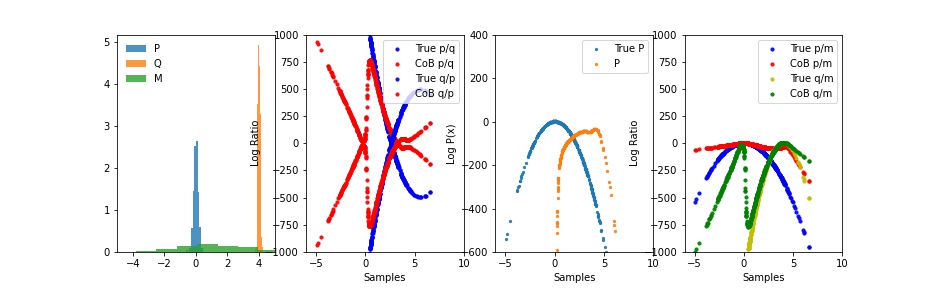 P
Q
M
5
4
3
2
1
0
−4
−2
0
2
4
Log Ratio
1000
750
500
250
0
−250
−500
−750
1000
True p/q
CoB p/q
True q/p
CoB q/p
−5
0
5
10
Samples
Log P(x)
400
200
0
−200
−400
−600
True P
P
−5
0
5
10
Samples
Log Ratio
1000
750
500
250
0
−250
−500
−750
1000
True p/m
CoB p/m
True q/m
CoB q/m
−5
0
5
10
Samples